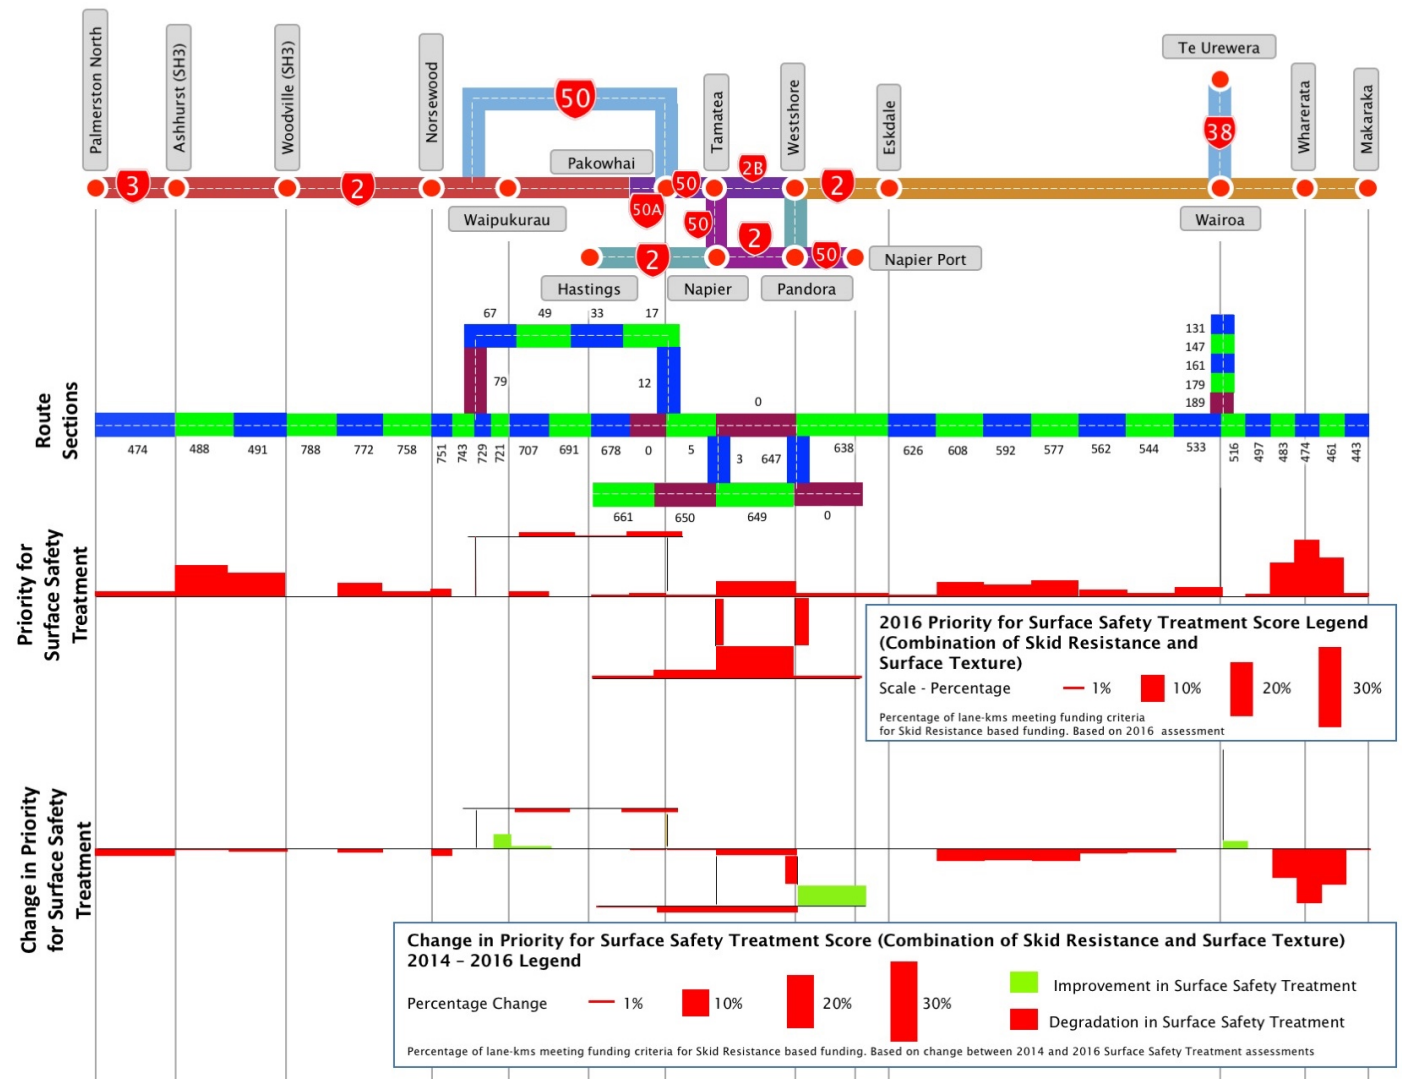 Palmerston North
Ashhurst (SH3)
Woodville (SH3)
Norsewood
Pakowhai
Tamatea
Westshore
Eskdale
Te Urewera
Wharerata
Makaraka
50
38
3
2
50
2B
2
50A
50
2
2
50
Waipukurau
Wairoa
Napier Port
Hastings
Napier
Pandora
Route
Sections
67
49
33
17
79
12
0
131
147
161
179
189
474
488
491
788
772
758
751
743
729
721
707
691
678
0
5
3
647
638
626
608
592
577
562
544
533
516
497
483
474
461
443
661
650
649
0
Priority for
Surface Safety
Treatment
2016 Priority for Surface Safety Treatment Score Legend
(Combination of Skid Resistance and
Surface Texture)
Scale - Percentage
1%
10%
20%
30%
Percentage of lane-kms meeting funding criteria
for Skid Resistance based funding. Based on 2016 assessment
Change in Priority
for Surface Safety
Treatment
Change in Priority for Surface Safety Treatment Score (Combination of Skid Resistance and Surface Texture)
2014 – 2016 Legend
Percentage Change
1%
10%
20%
30%
Improvement in Surface Safety Treatment
Degradation in Surface Safety Treatment
Percentage of lane-kms meeting funding criteria for Skid Resistance based funding. Based on change between 2014 and 2016 Surface Safety Treatment assessments